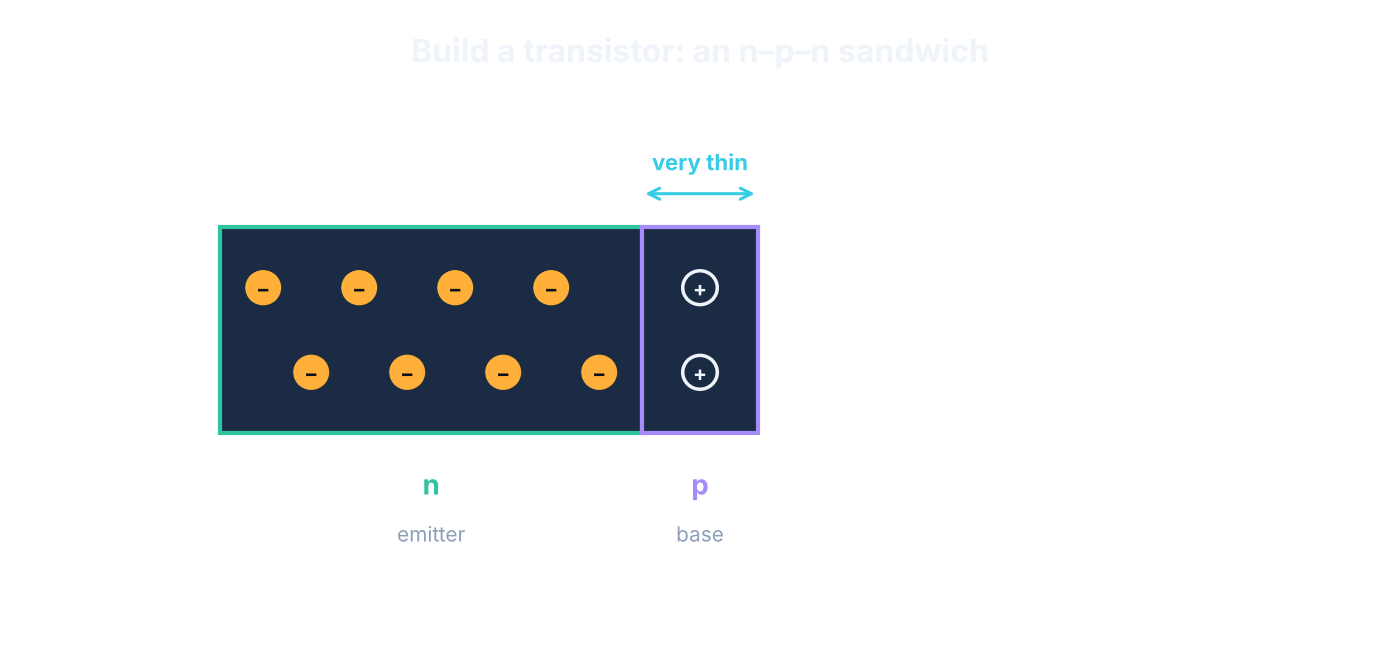 Build a transistor: an n–p–n sandwich
very thin
− − − − +
− − − − +
n p
emitter base